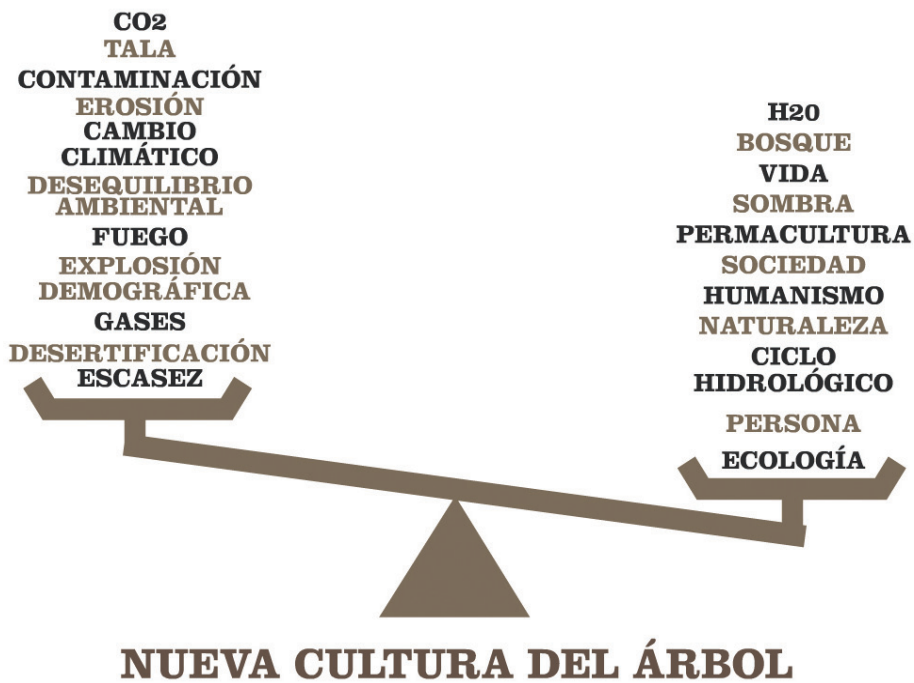 CO2
TALA
CONTAMINACIÓN
EROSIÓN
CAMBIO
CLIMÁTICO
DESEQUILIBRIO
AMBIENTAL
FUEGO
EXPLOSIÓN
DEMOGRÁFICA
GASES
DESERTIFICACIÓN
ESCASEZ
H20
BOSQUE
VIDA
SOMBRA
PERMACULTURA
SOCIEDAD
HUMANISMO
NATURALEZA
CICLO
HIDROLÓGICO
PERSONA
ECOLOGÍA
NUEVA CULTURA DEL ÁRBOL